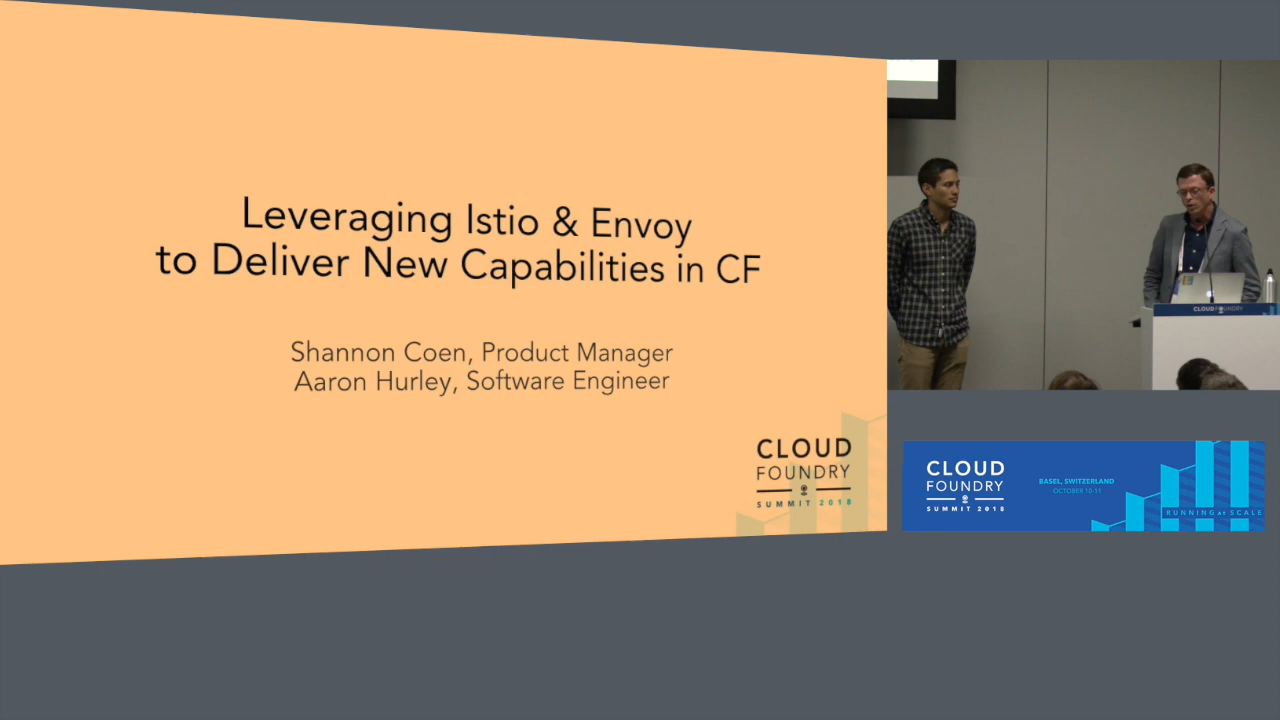 Leveraging Istio & Envoy
to Deliver New Capabilities in CF
Shannon Coen, Product Manager
Aaron Hurley, Software Engineer
CLOUD
FOUNDRY
SUMMIT 2018
CLOUD FOUNDRY
CLOUD
FOUNDRY
SUMMIT 2018
BASEL, SWITZERLAND
OCTOBER 10-11
RUNNING at SCALE